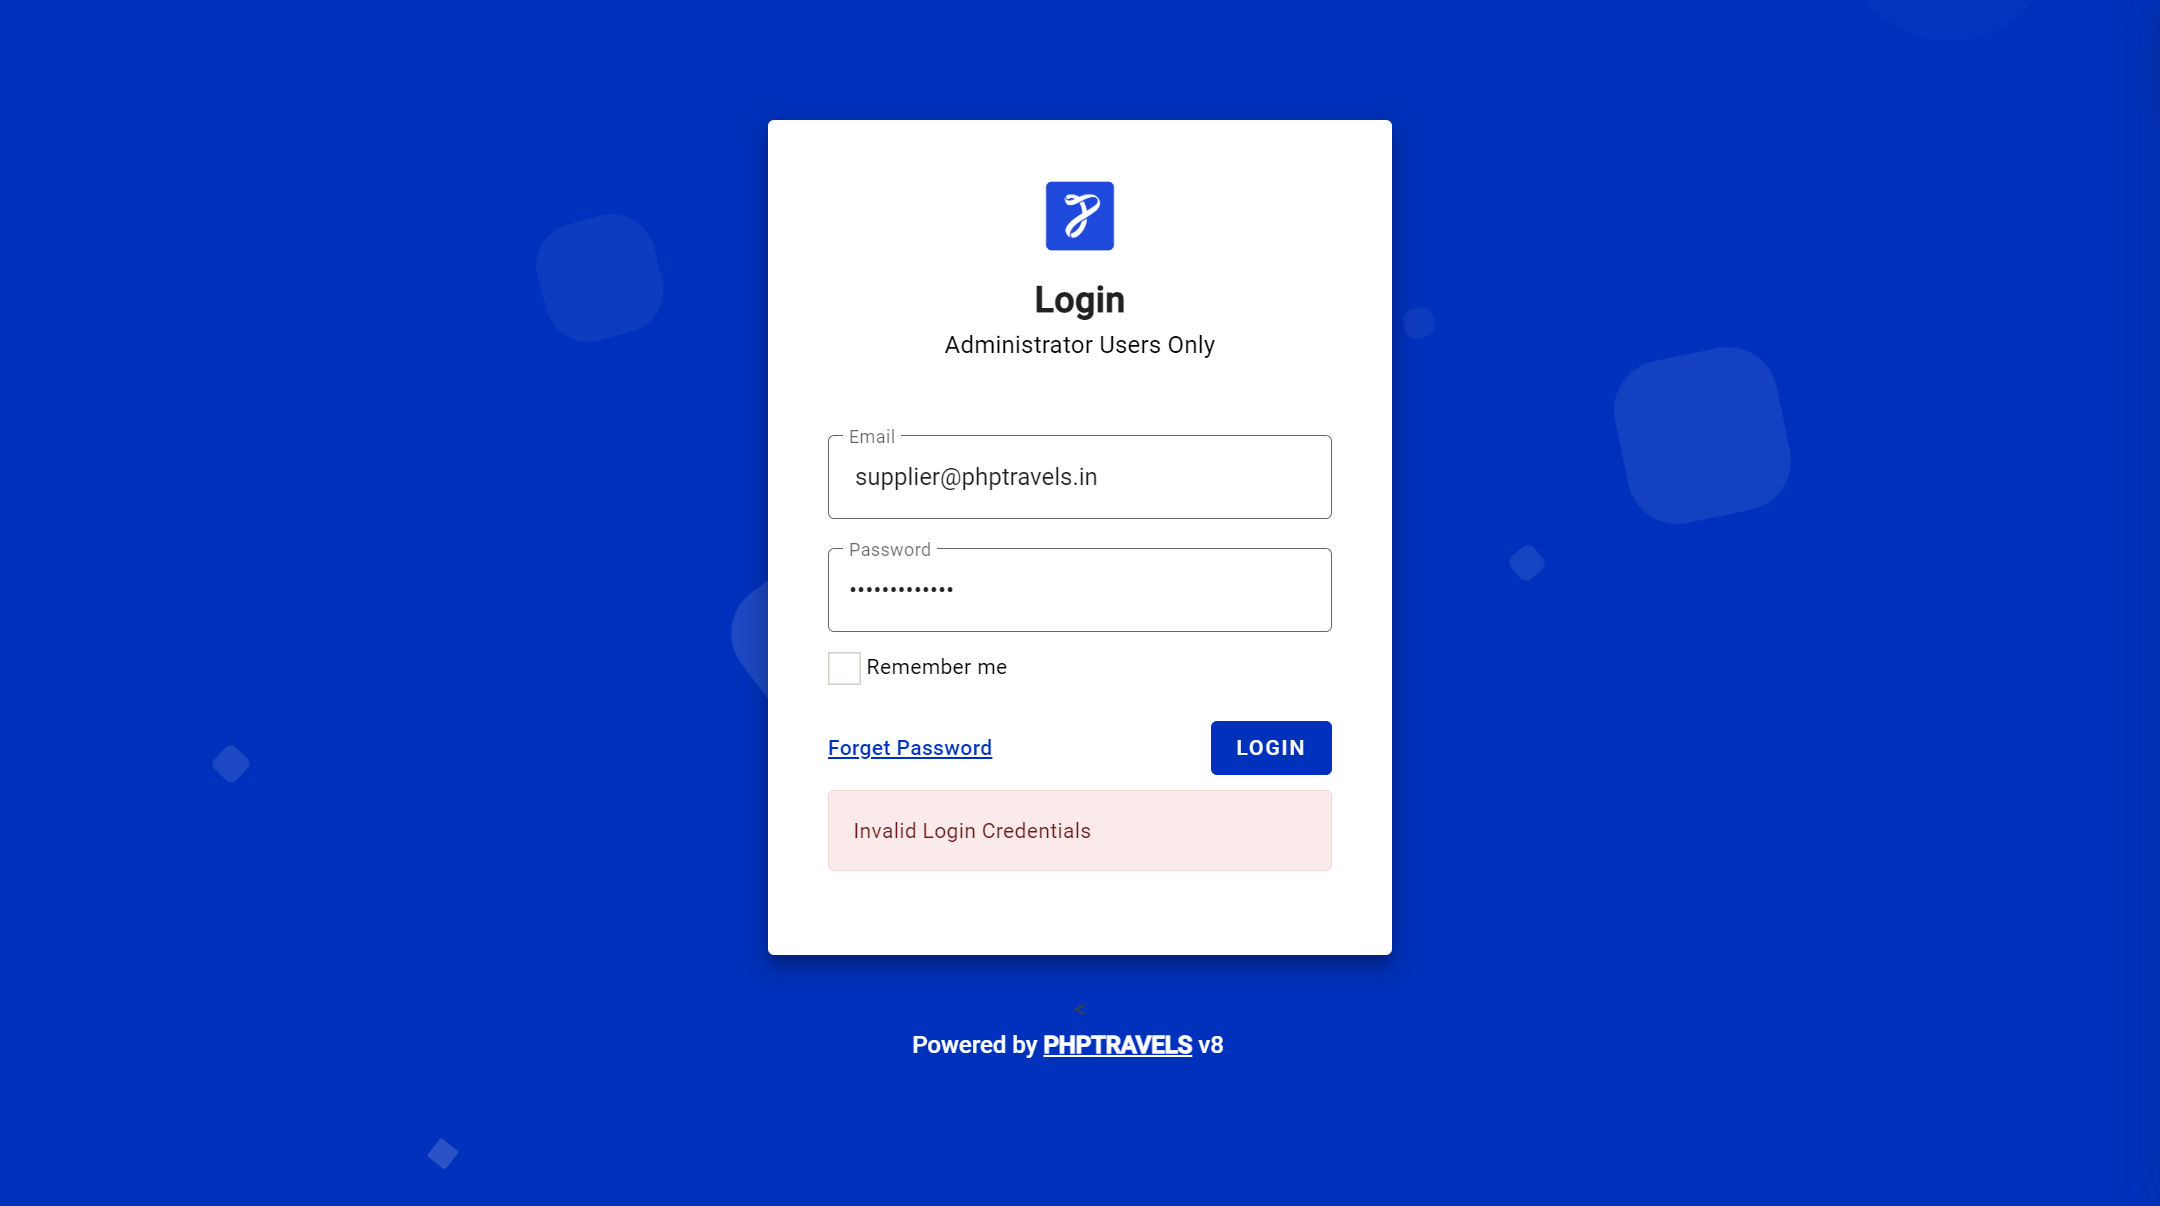 Login
Administrator Users Only
Email
supplier@phptravels.in
Password
•••••••••••••
Remember me
Forget Password
LOGIN
Invalid Login Credentials
<
Powered by PHPTRAVELS v8